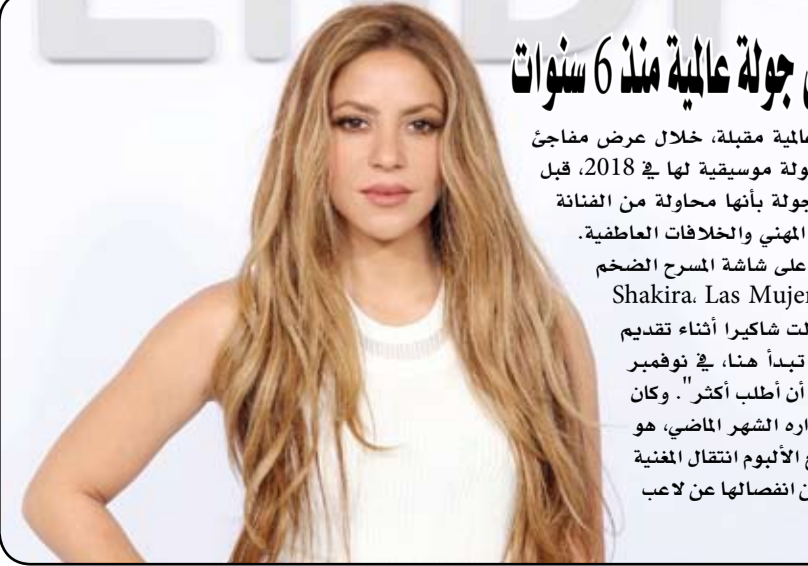 جولة عالمية منذ 6 سنوات
عالمية مقبلة، خلال عرض مفاجئ
جولة موسيقية لها في 2018، قبل
جولة بأنها محاولة من الفنانة
المهني والخلافات العاطفية.
على شاشة المسرح الضخم
Shakira، Las Mujer
لت شاكيرا أثناء تقديم
تبدأ هنا، في نوفمبر
أن أطلب أكثر". وكان
اره الشهر الماضي، هو
ع الألبوم انتقال المغنية
ن انفصالها عن لاعب